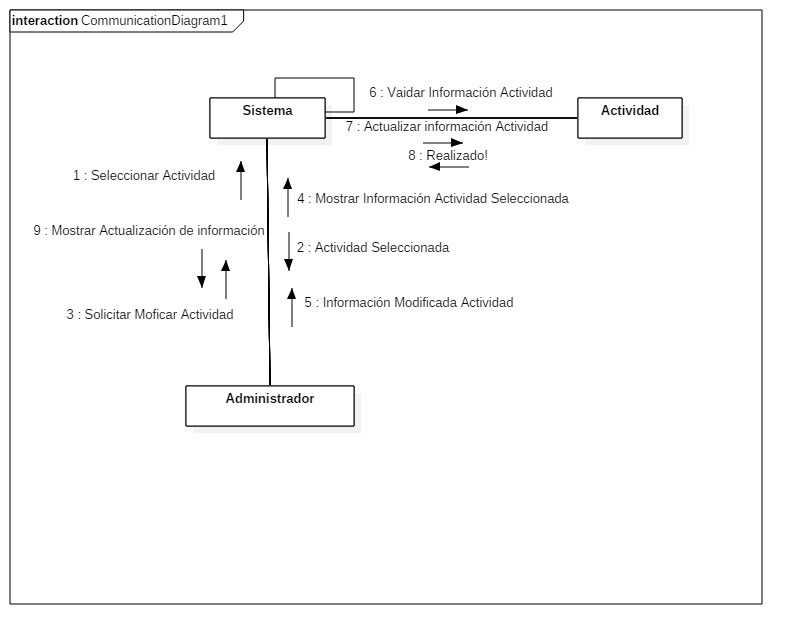 interaction CommunicationDiagram1
6 : Vaidar Información Actividad
Sistema
Actividad
7 : Actualizar información Actividad
8 : Realizado!
1 : Seleccionar Actividad
4 : Mostrar Información Actividad Seleccionada
9 : Mostrar Actualización de información
2 : Actividad Seleccionada
5 : Información Modificada Actividad
3 : Solicitar Moficar Actividad
Administrador